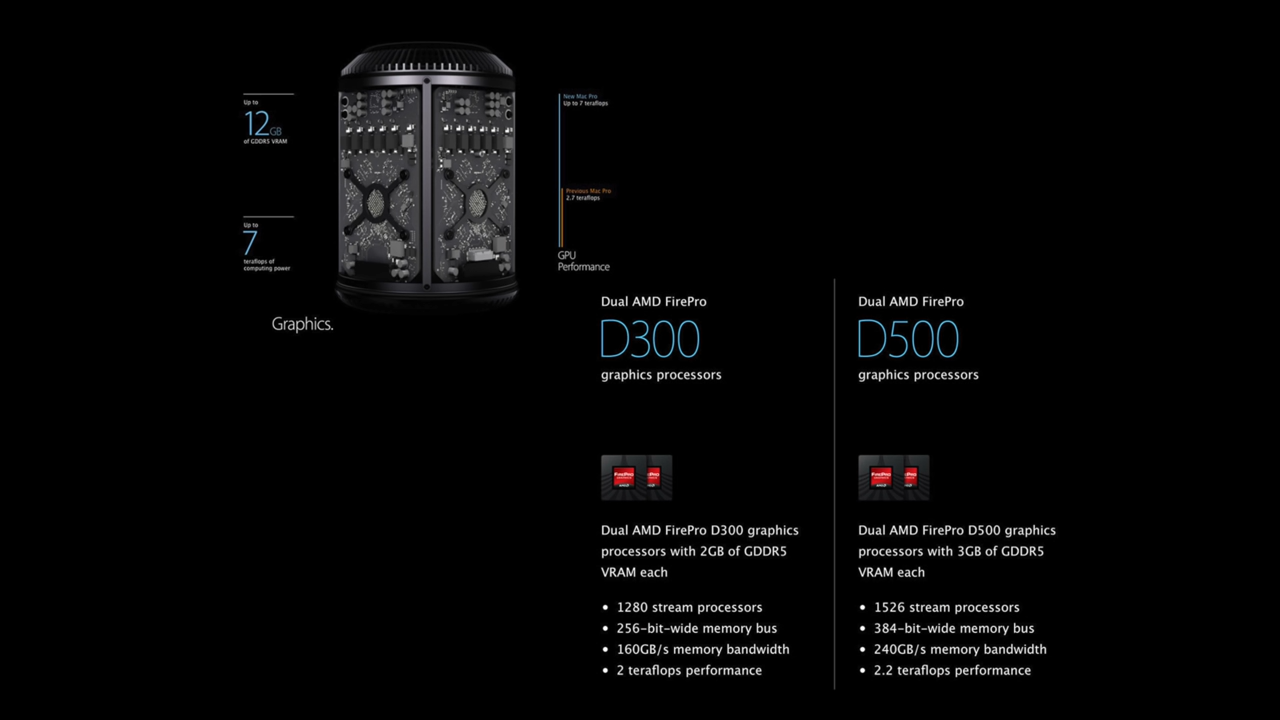 Up to
12GB
of GDDR5 VRAM
Up to
7
teraflops of
computing power
Graphics.
New Mac Pro
Up to 7 teraflops
Previous Mac Pro
2.7 teraflops
GPU
Performance
Dual AMD FirePro
D300
graphics processors
FirePro
AMD
Dual AMD FirePro D300 graphics
processors with 2GB of GDDR5
VRAM each
• 1280 stream processors
• 256-bit-wide memory bus
• 160GB/s memory bandwidth
• 2 teraflops performance
Dual AMD FirePro
D500
graphics processors
FirePro
AMD
Dual AMD FirePro D500 graphics
processors with 3GB of GDDR5
VRAM each
• 1526 stream processors
• 384-bit-wide memory bus
• 240GB/s memory bandwidth
• 2.2 teraflops performance